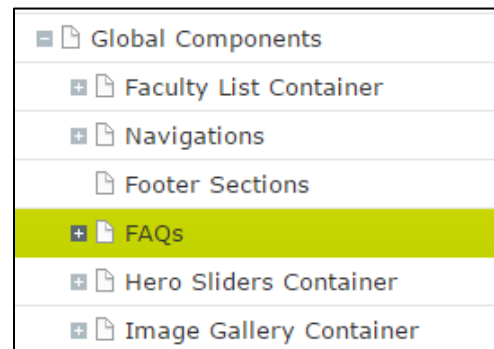 Global Components
Faculty List Container
Navigations
Footer Sections
FAQs
Hero Sliders Container
Image Gallery Container